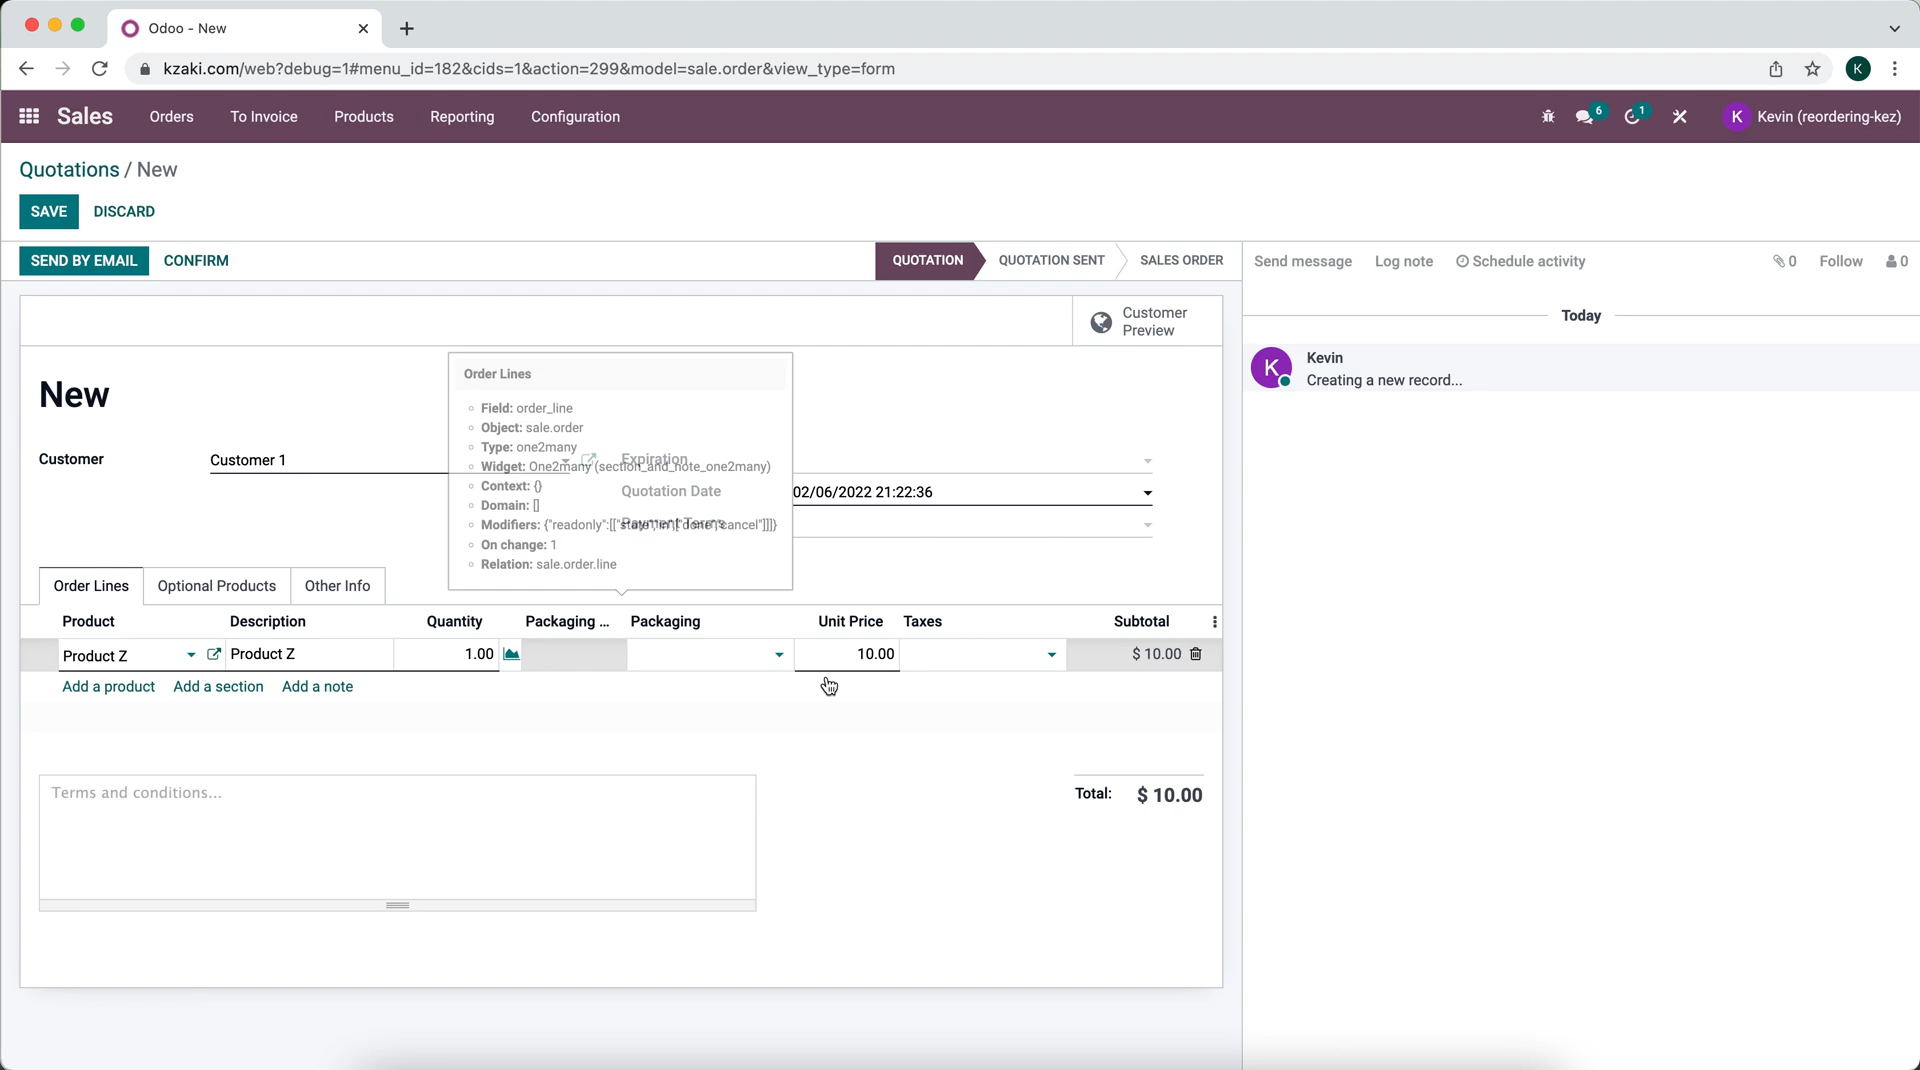 Odoo - New
kzaki.com/web?debug=1#menu_id=182&cids=1&action=299&model=sale.order&view_type=form
K
Sales Orders To Invoice Products Reporting Configuration 6 1 K Kevin (reordering-kez)
Quotations / New
SAVE DISCARD
SEND BY EMAIL CONFIRM QUOTATION QUOTATION SENT SALES ORDER Send message Log note Schedule activity 0 Follow 0
Customer
Preview
Today
K Kevin
Creating a new record...
New
Order Lines
Field: order_line
Object: sale.order
Type: one2many
Widget: One2many (section_and_note_one2many)
Context: {}
Domain: []
Modifiers: {"readonly":[["state","in",["done","cancel"]]]}
On change: 1
Relation: sale.order.line
Customer Customer 1 Expiration
Quotation Date 02/06/2022 21:22:36
Payment Terms
Order Lines Optional Products Other Info
Product Description Quantity Packaging ... Packaging Unit Price Taxes Subtotal
Product Z Product Z 1.00 10.00 $ 10.00
Add a product Add a section Add a note
Terms and conditions...
Total: $ 10.00